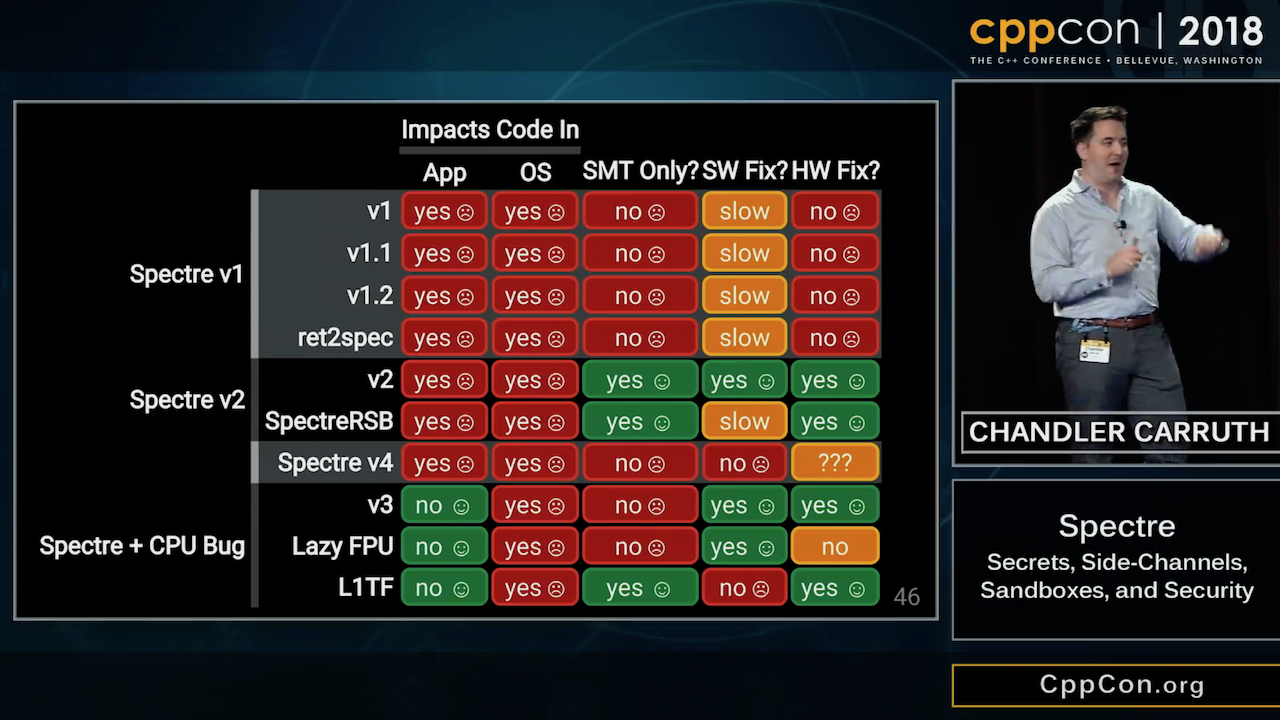 cppcon | 2018
THE C++ CONFERENCE • BELLEVUE, WASHINGTON
Impacts Code In
App OS SMT Only? SW Fix? HW Fix?
Spectre v1
v1 yes ☹ yes ☹ no ☹ slow no ☹
v1.1 yes ☹ yes ☹ no ☹ slow no ☹
v1.2 yes ☹ yes ☹ no ☹ slow no ☹
ret2spec yes ☹ yes ☹ no ☹ slow no ☹
Spectre v2
v2 yes ☹ yes ☹ yes ☺ yes ☺ yes ☺
SpectreRSB yes ☹ yes ☹ yes ☺ slow yes ☺
Spectre v4 yes ☹ yes ☹ no ☹ no ☹ ???
Spectre + CPU Bug
v3 no ☺ yes ☹ no ☹ yes ☺ yes ☺
Lazy FPU no ☺ yes ☹ no ☹ yes ☺ no
L1TF no ☺ yes ☹ yes ☺ no ☹ yes ☺
46
CHANDLER CARRUTH
Spectre
Secrets, Side-Channels,
Sandboxes, and Security
CppCon.org